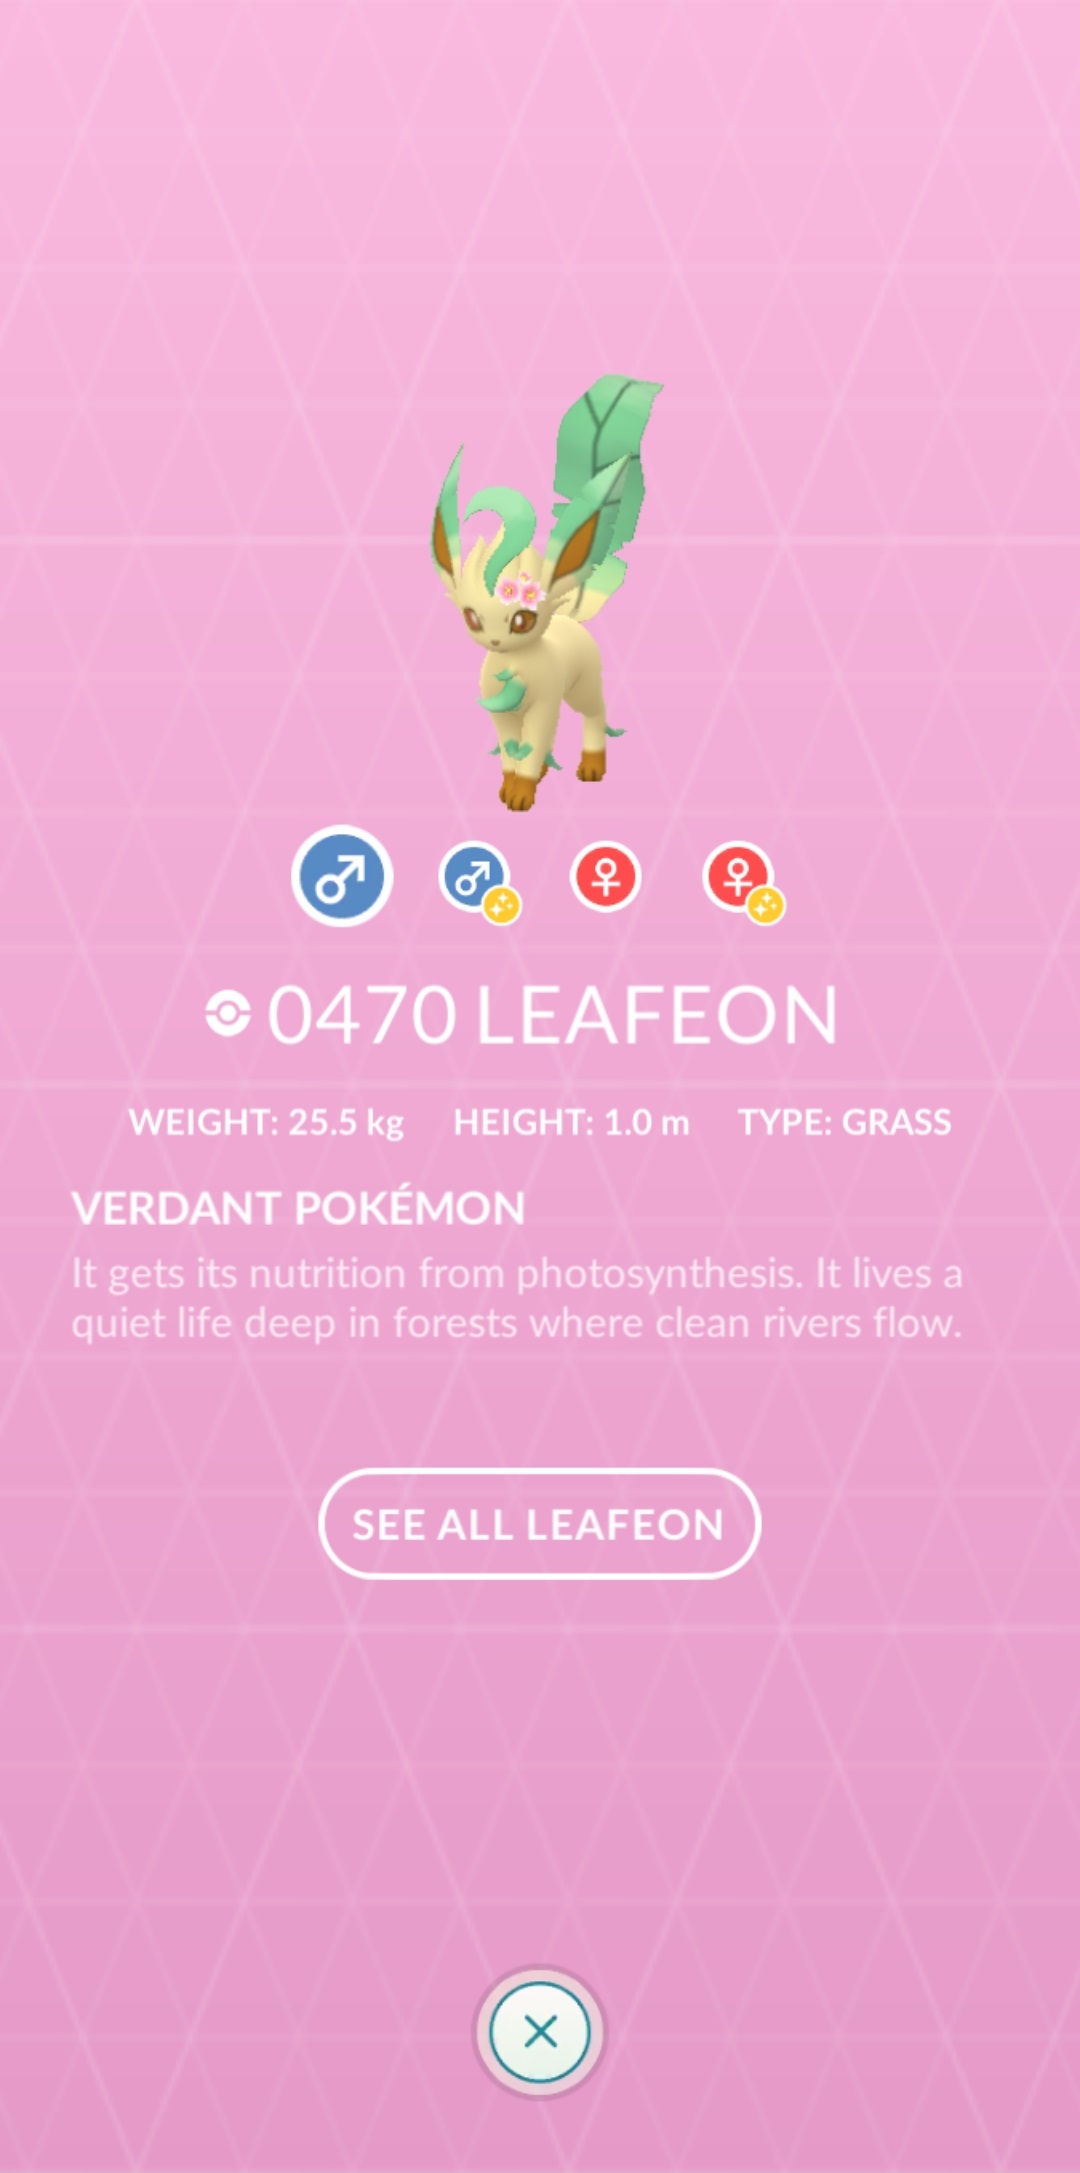 0470 LEAFEON
WEIGHT: 25.5 kg HEIGHT: 1.0 m TYPE: GRASS
VERDANT POKÉMON
It gets its nutrition from photosynthesis. It lives a
quiet life deep in forests where clean rivers flow.
SEE ALL LEAFEON